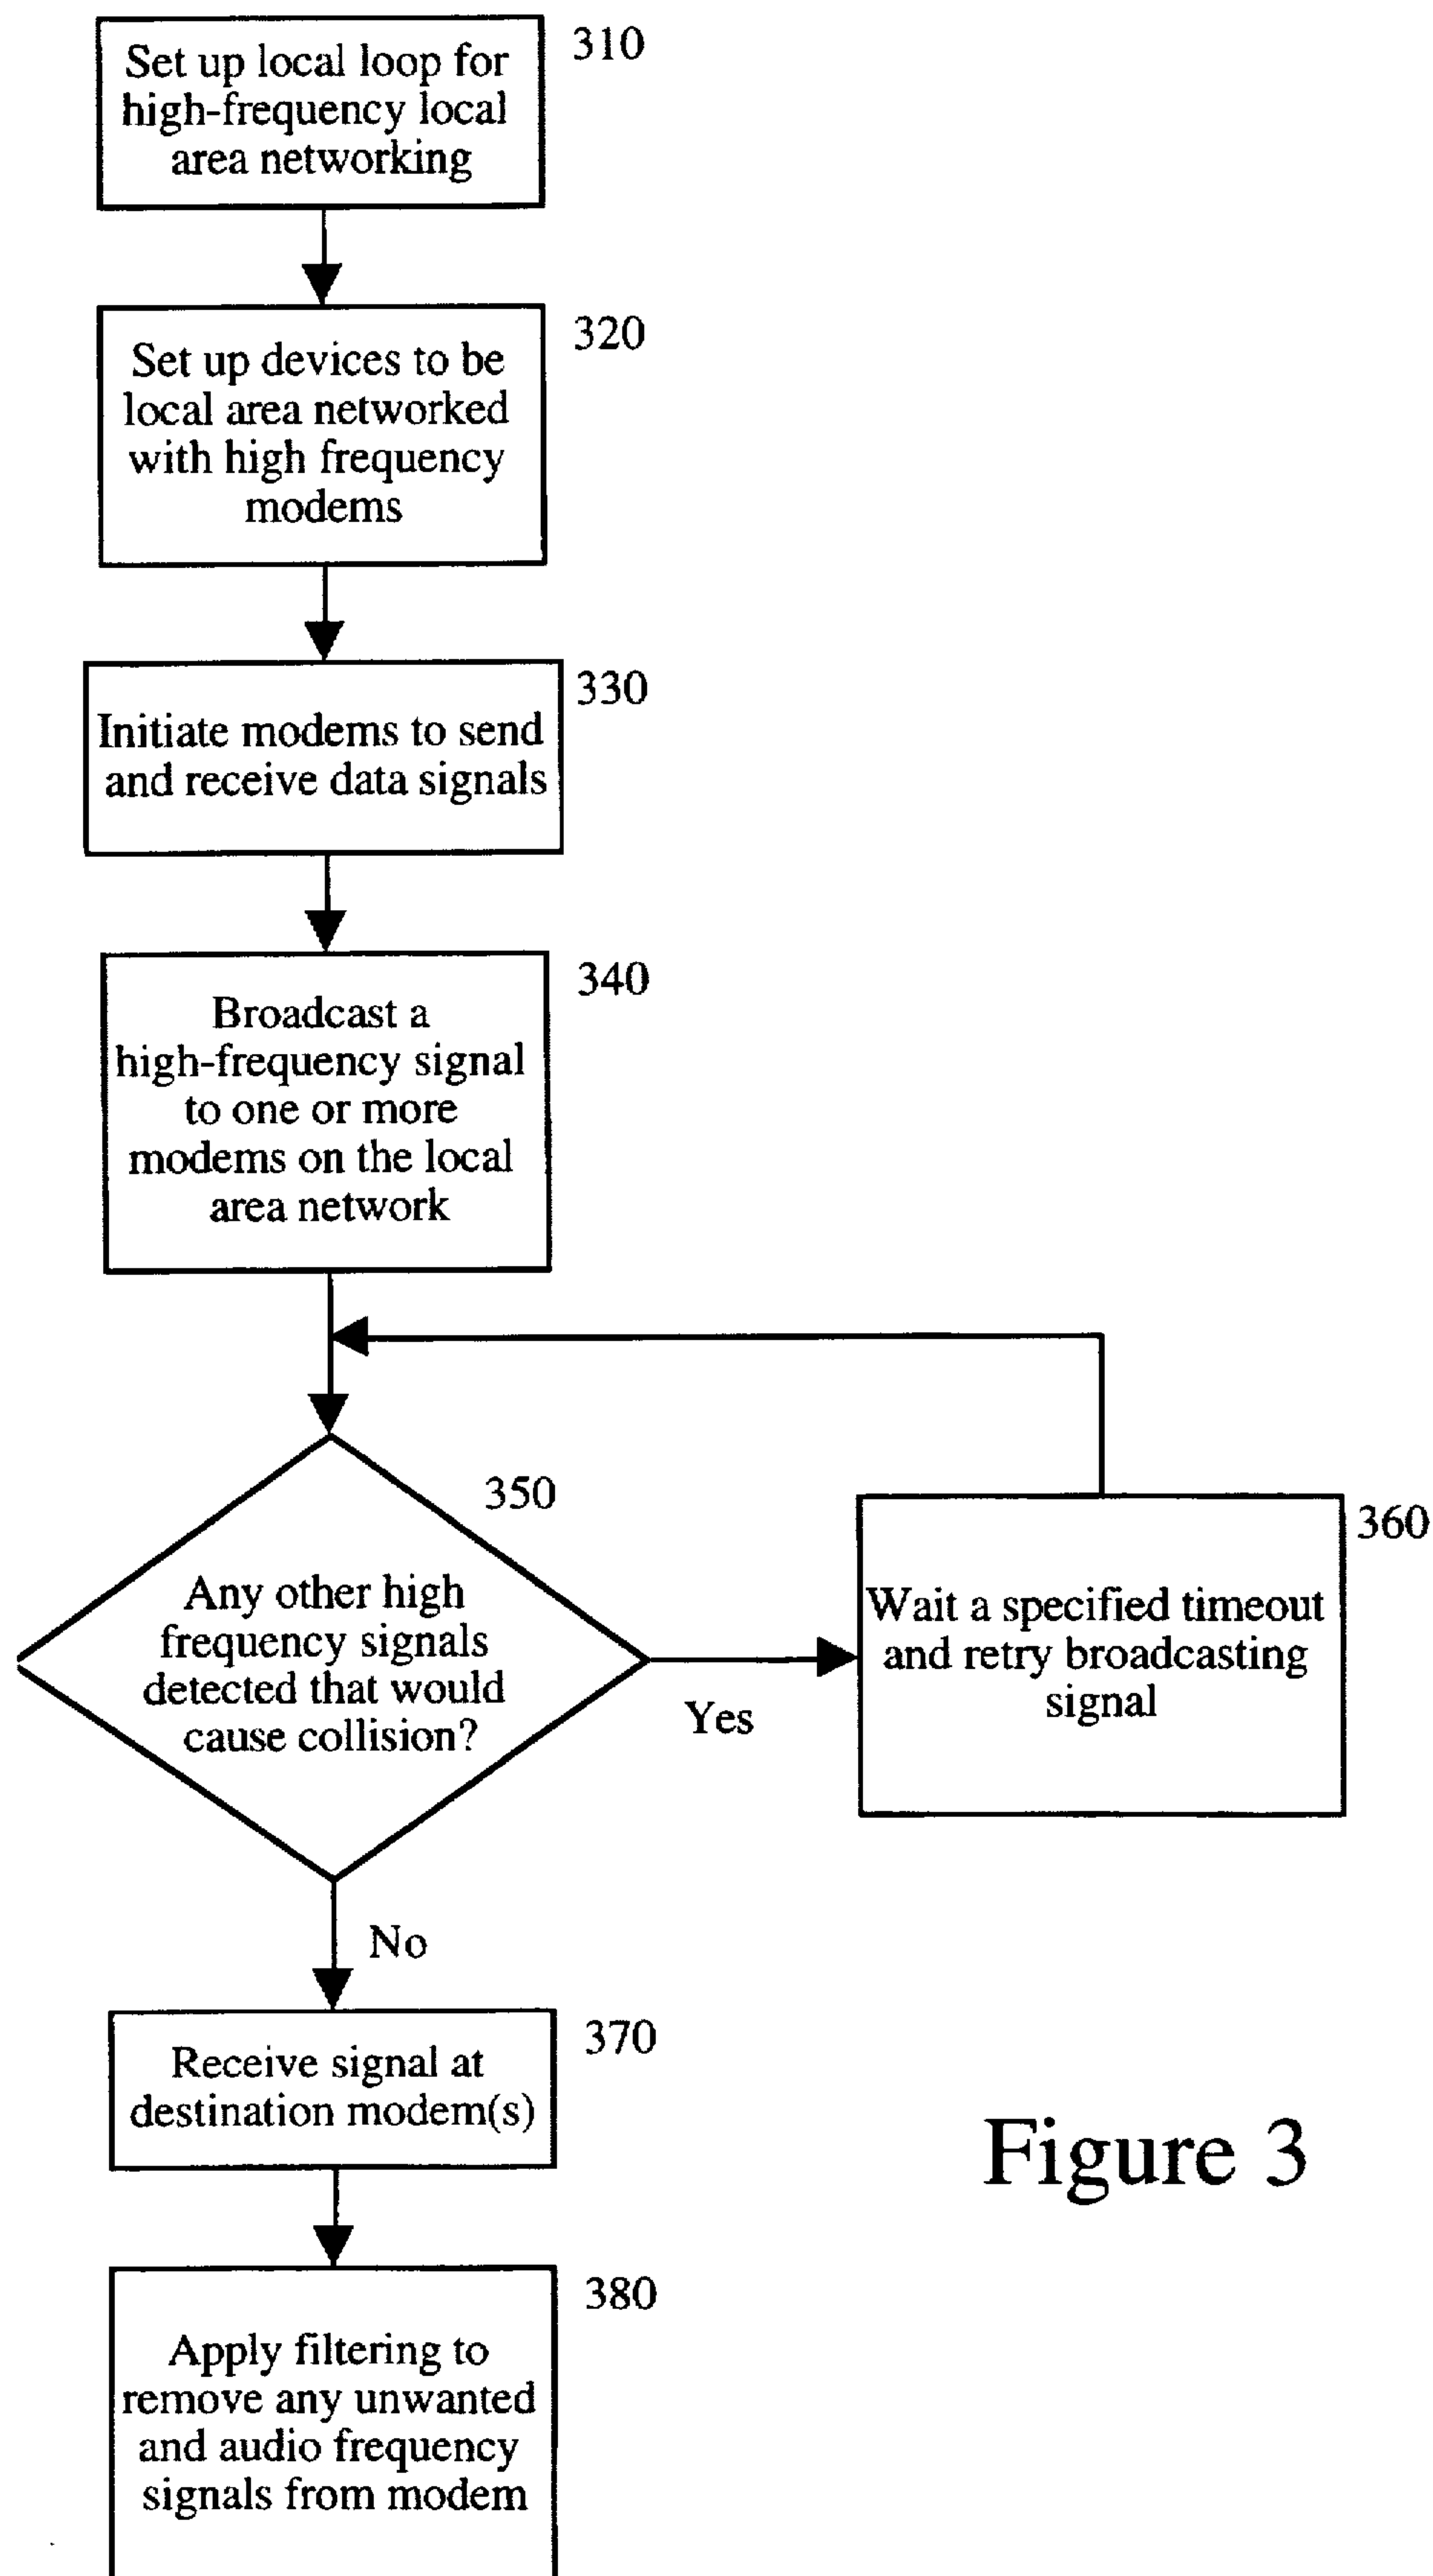 310
Set up local loop for
high-frequency local
area networking
320
Set up devices to be
local area networked
with high frequency
modems
330
Initiate modems to send
and receive data signals
340
Broadcast a
high-frequency signal
to one or more
modems on the local
area network
350
Any other high
frequency signals
detected that would
cause collision?
Yes
360
Wait a specified timeout
and retry broadcasting
signal
No
370
Receive signal at
destination modem(s)
Figure 3
380
Apply filtering to
remove any unwanted
and audio frequency
signals from modem